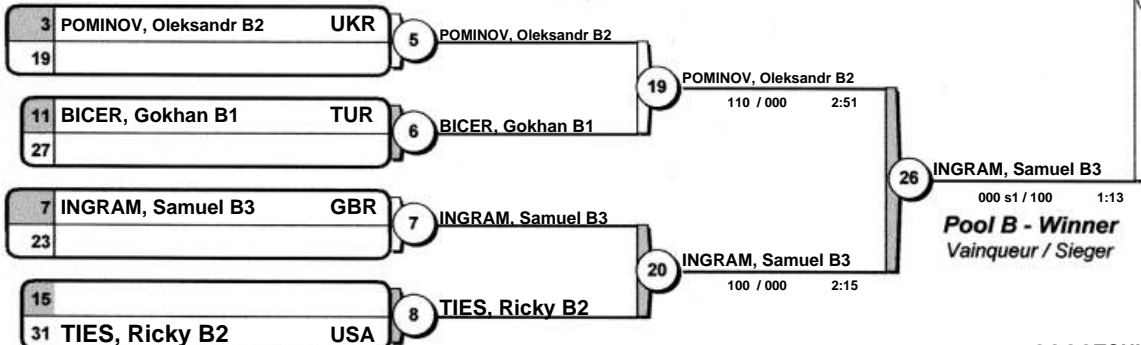 3 POMINOV, Oleksandr B2 UKR
19
5
POMINOV, Oleksandr B2
11 BICER, Gokhan B1 TUR
27
6
BICER, Gokhan B1
19
POMINOV, Oleksandr B2
110 / 000 2:51
7 INGRAM, Samuel B3 GBR
23
7
INGRAM, Samuel B3
15
31 TIES, Ricky B2 USA
8
TIES, Ricky B2
20
INGRAM, Samuel B3
100 / 000 2:15
26
INGRAM, Samuel B3
000 s1 / 100 1:13
Pool B - Winner
Vainqueur / Sieger